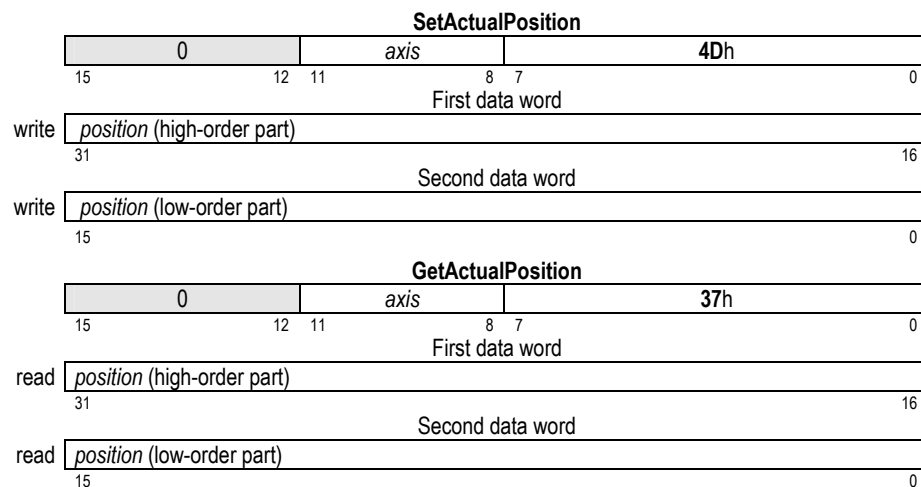 SetActualPosition
0 axis 4Dh
15 12 11 8 7 0
First data word
write position (high-order part)
31 16
Second data word
write position (low-order part)
15 0
GetActualPosition
0 axis 37h
15 12 11 8 7 0
First data word
read position (high-order part)
31 16
Second data word
read position (low-order part)
15 0